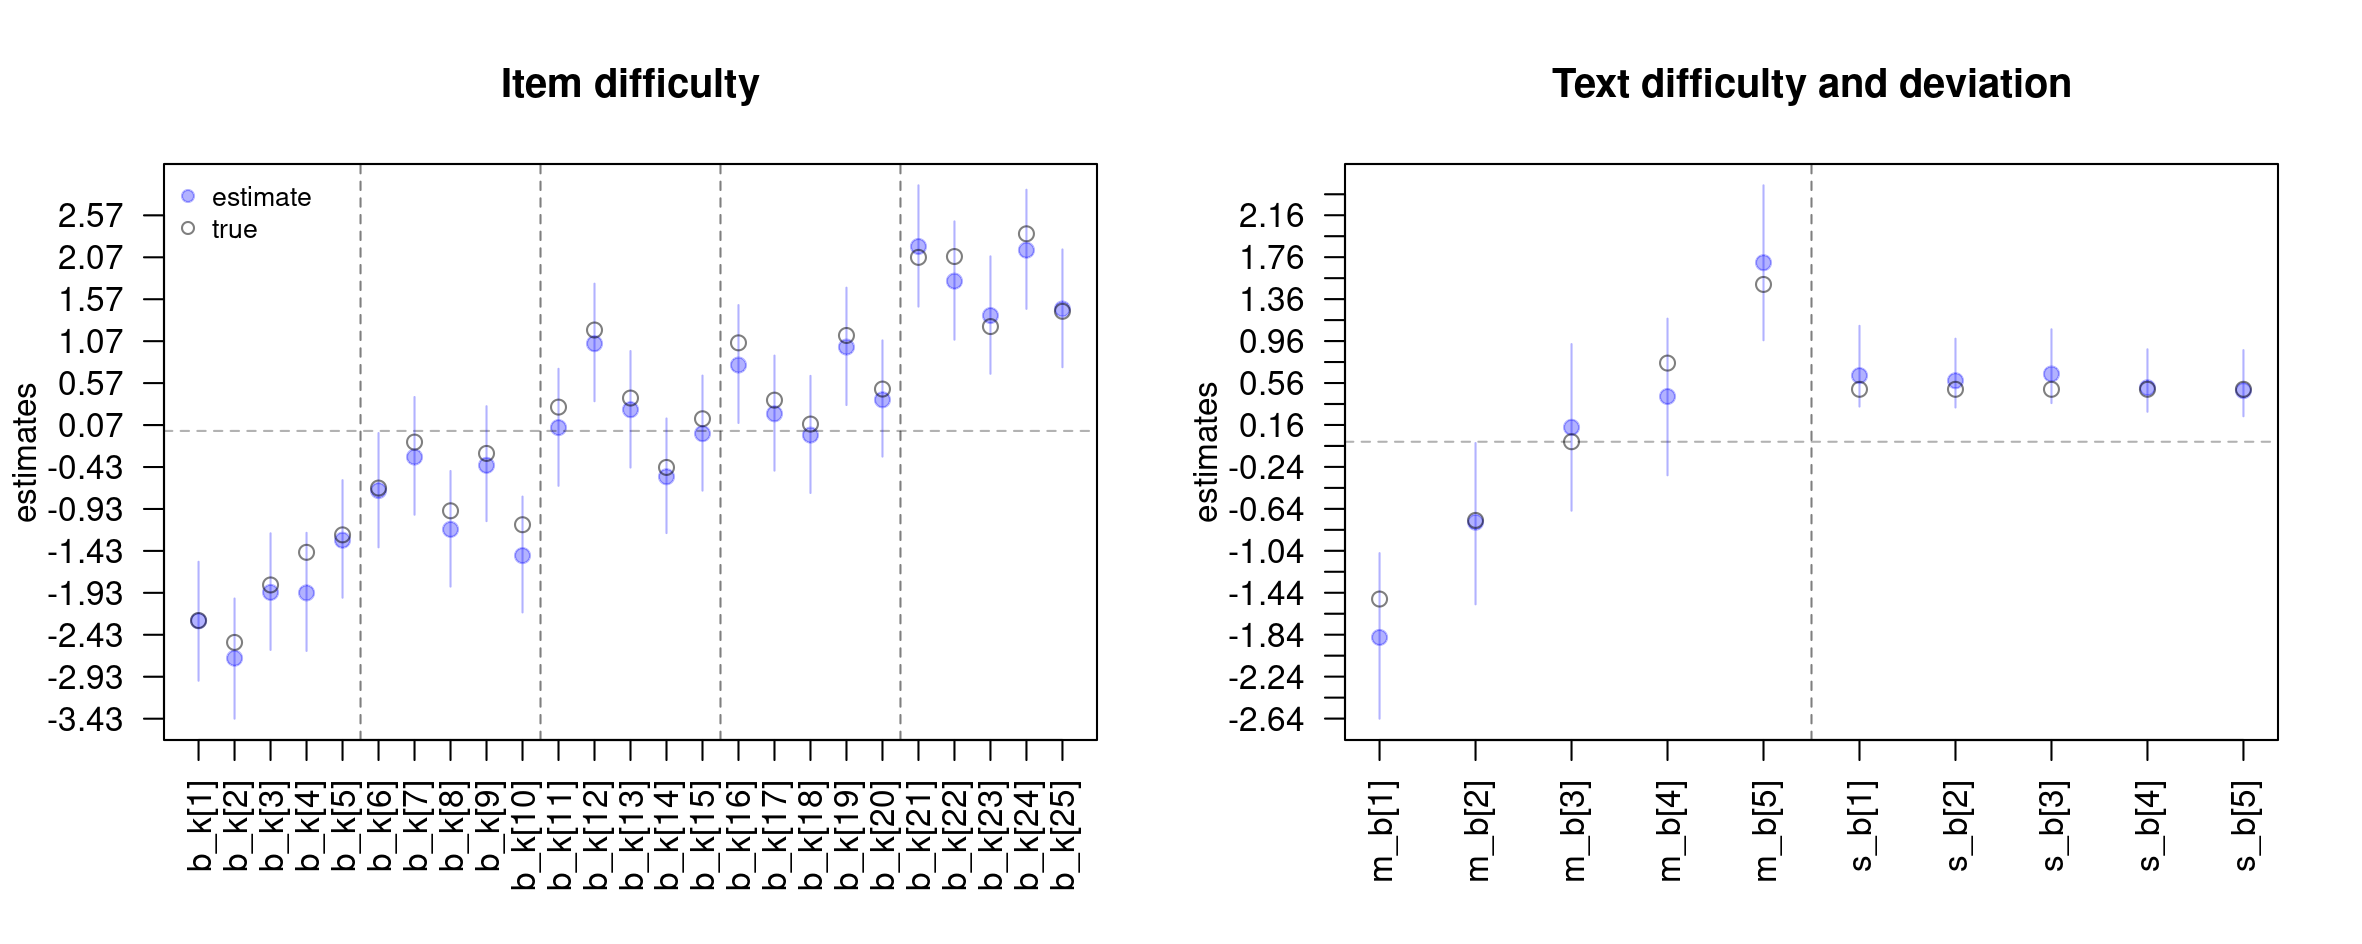 Item difficulty
estimate
true
2.57
2.07
1.57
1.07
0.57
0.07
-0.43
-0.93
-1.43
-1.93
-2.43
-2.93
-3.43
estimates
b_k[1]
b_k[2]
b_k[3]
b_k[4]
b_k[5]
b_k[6]
b_k[7]
b_k[8]
b_k[9]
b_k[10]
b_k[11]
b_k[12]
b_k[13]
b_k[14]
b_k[15]
b_k[16]
b_k[17]
b_k[18]
b_k[19]
b_k[20]
b_k[21]
b_k[22]
b_k[23]
b_k[24]
b_k[25]
Text difficulty and deviation
2.16
1.76
1.36
0.96
0.56
0.16
-0.24
-0.64
-1.04
-1.44
-1.84
-2.24
-2.64
estimates
m_b[1]
m_b[2]
m_b[3]
m_b[4]
m_b[5]
s_b[1]
s_b[2]
s_b[3]
s_b[4]
s_b[5]